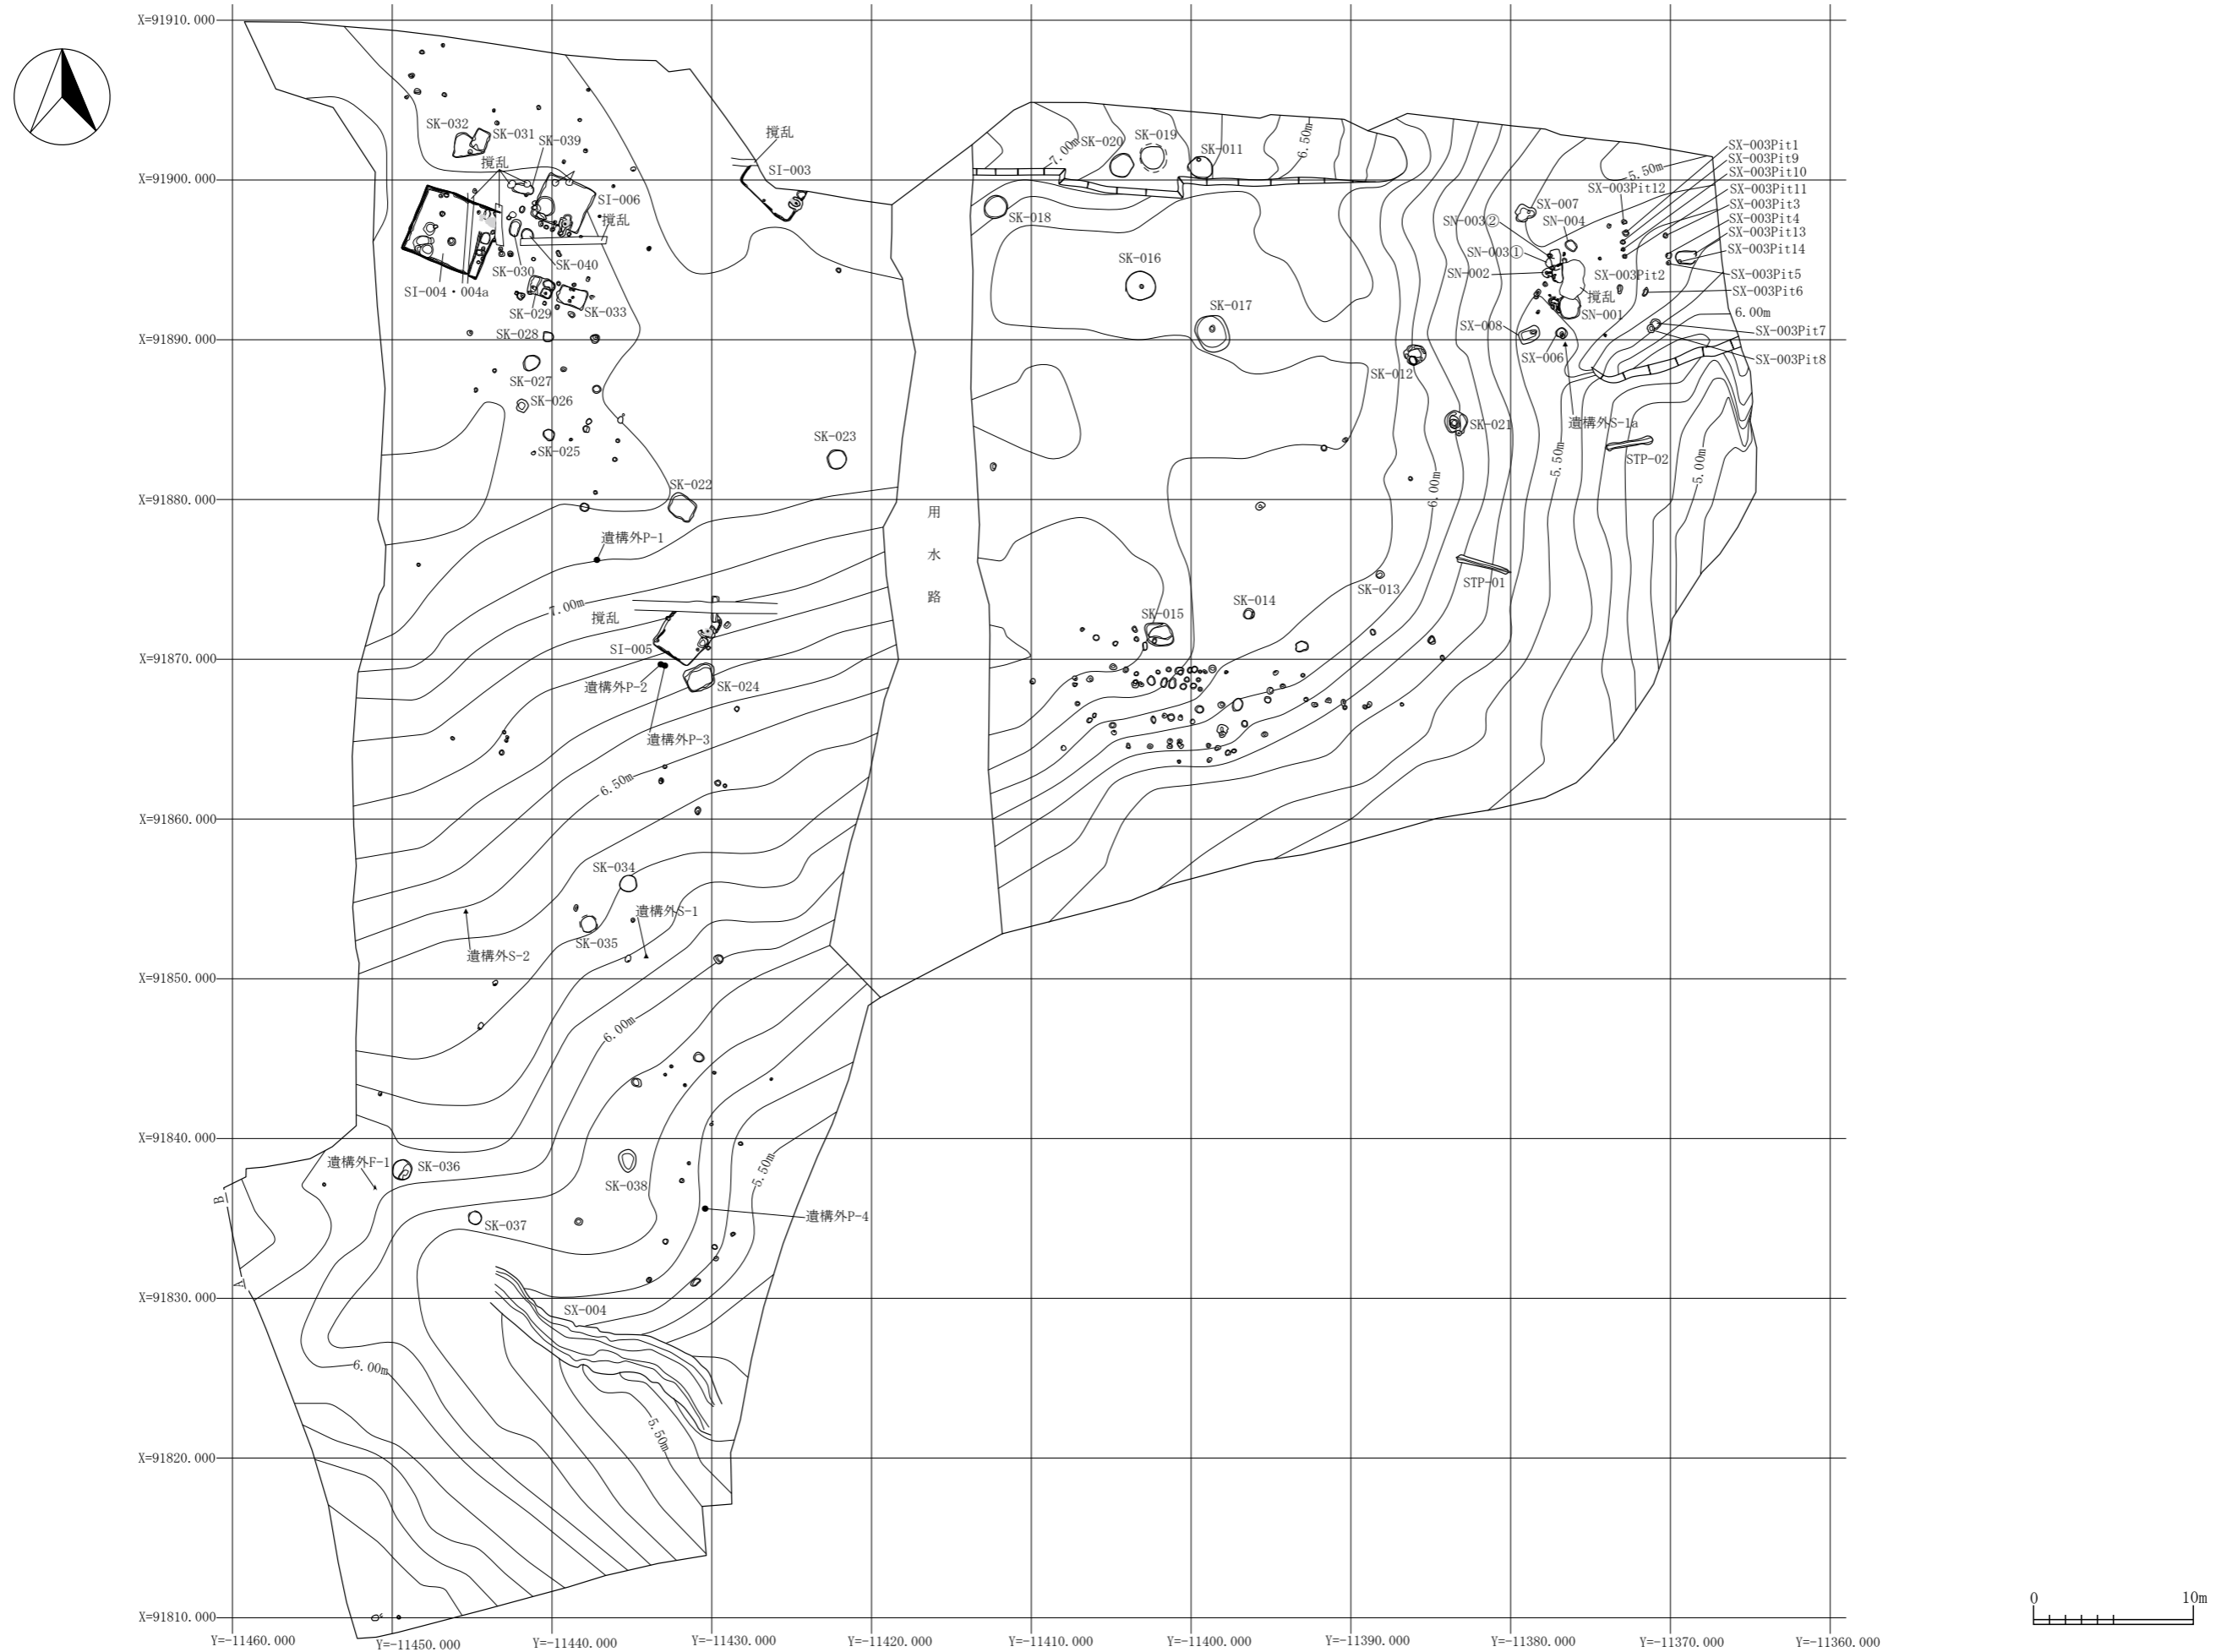 X=91910.000
SK-032
SK-031
SK-039
撹乱
撹乱
SI-003
SI-006
撹乱
X=91900.000
SK-030
SK-040
SI-004・004a
SK-029
SK-033
SK-028
X=91890.000
SK-027
SK-026
SK-025
SK-023
SK-022
X=91880.000
遺構外P-1
7.00m
撹乱
SI-005
X=91870.000
遺構外P-2
SK-024
遺構外P-3
6.50m
X=91860.000
SK-034
遺構外S-1
SK-035
遺構外S-2
X=91850.000
6.00m
X=91840.000
遺構外F-1
SK-036
SK-038
B
5.50m
遺構外P-4
SK-037
A
X=91830.000
SX-004
6.00m
5.50m
X=91820.000
X=91810.000
用水路
7.00m
SK-020
SK-019
SK-011
6.50m
SK-018
SK-016
SK-017
SK-012
SK-021
6.00m
5.50m
SK-013
SK-014
SK-015
STP-01
STP-02
5.00m
遺構外S-1a
5.50m
SX-003Pit1
SX-003Pit9
SX-003Pit10
SX-003Pit12
SX-003Pit11
SX-007
SX-003Pit3
SN-003②
SN-004
SX-003Pit4
SX-003Pit13
SN-003①
SX-003Pit14
SN-002
SX-003Pit2
SX-003Pit5
撹乱
SX-003Pit6
SN-001
6.00m
SX-008
SX-003Pit7
SX-006
SX-003Pit8
0
10m
Y=-11460.000
Y=-11450.000
Y=-11440.000
Y=-11430.000
Y=-11420.000
Y=-11410.000
Y=-11400.000
Y=-11390.000
Y=-11380.000
Y=-11370.000
Y=-11360.000